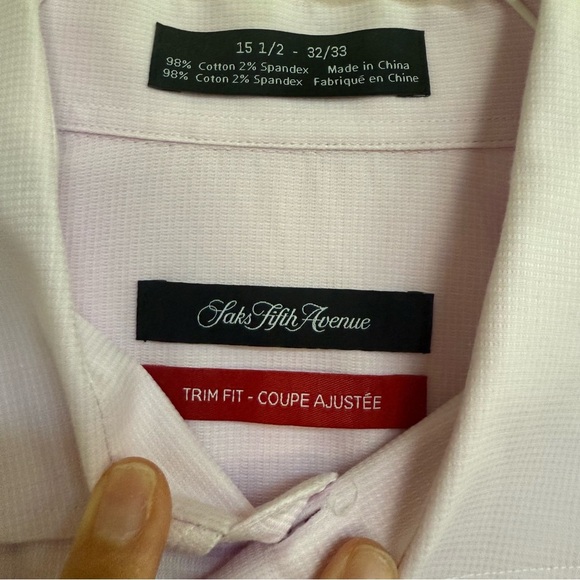 15 1/2 - 32/33
98% Cotton 2% Spandex Made in China
98% Coton 2% Spandex Fabriqué en Chine
Saks Fifth Avenue
TRIM FIT - COUPE AJUSTÉE